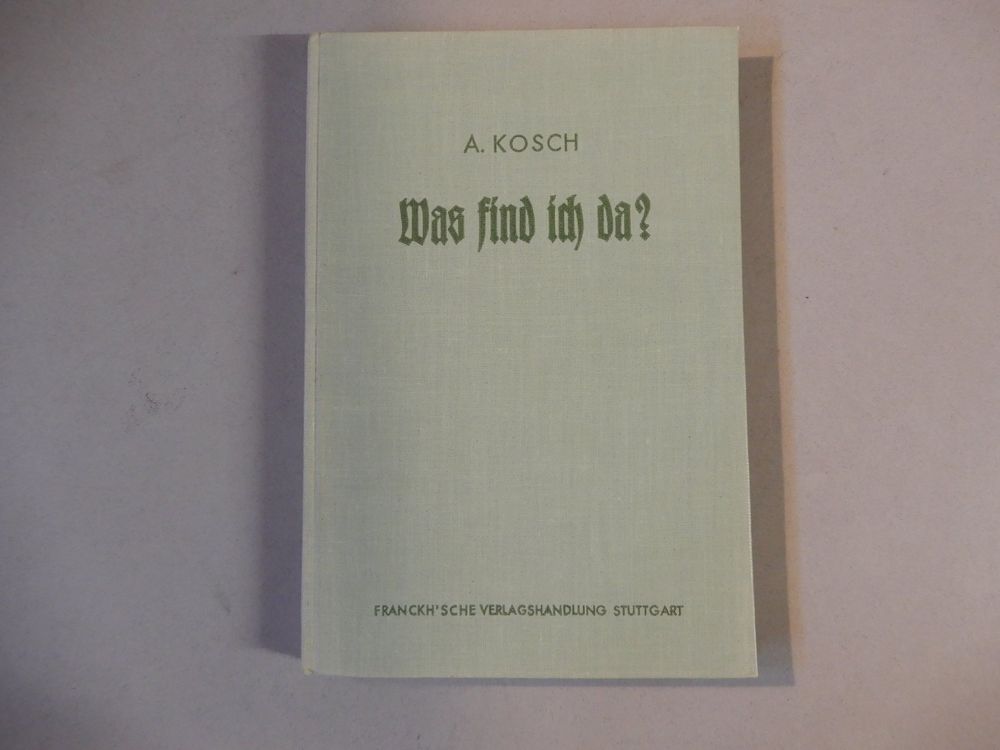 A. KOSCH
Was find ich da?
FRANCKH'SCHE VERLAGSHANDLUNG STUTTGART